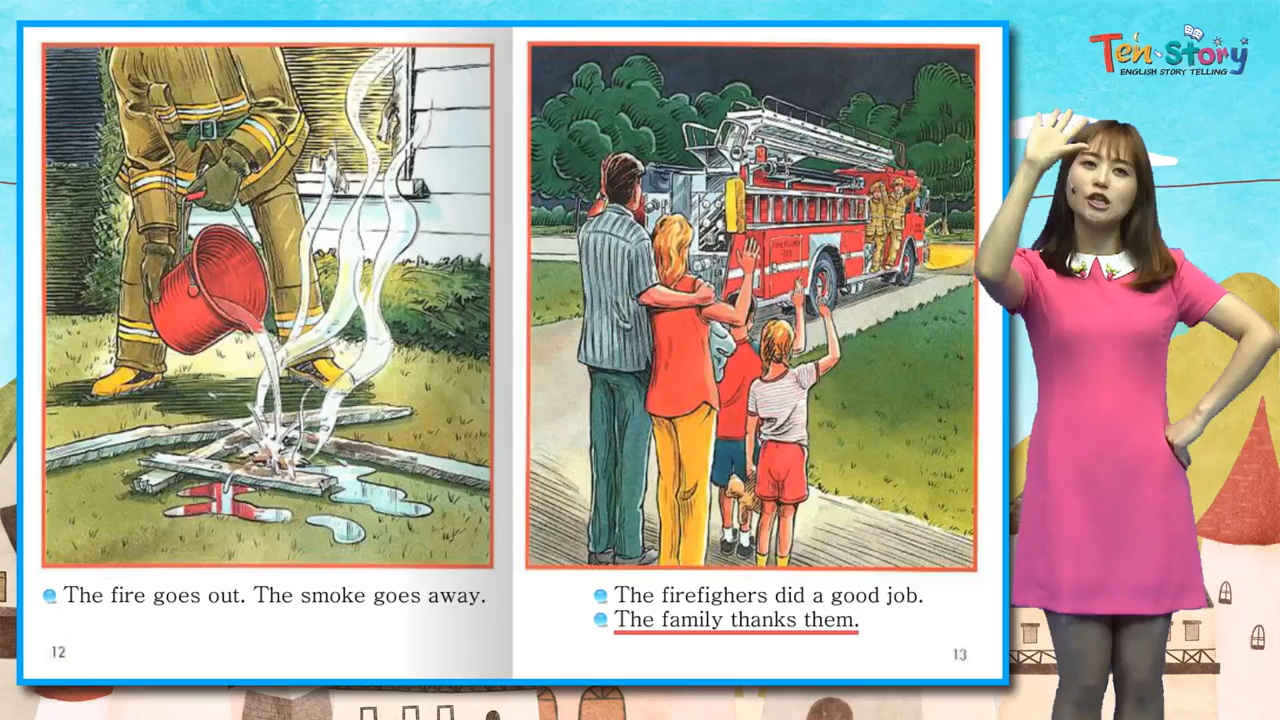 Ten Story
ENGLISH STORY TELLING
The fire goes out. The smoke goes away.
The firefighers did a good job.
The family thanks them.
12
13